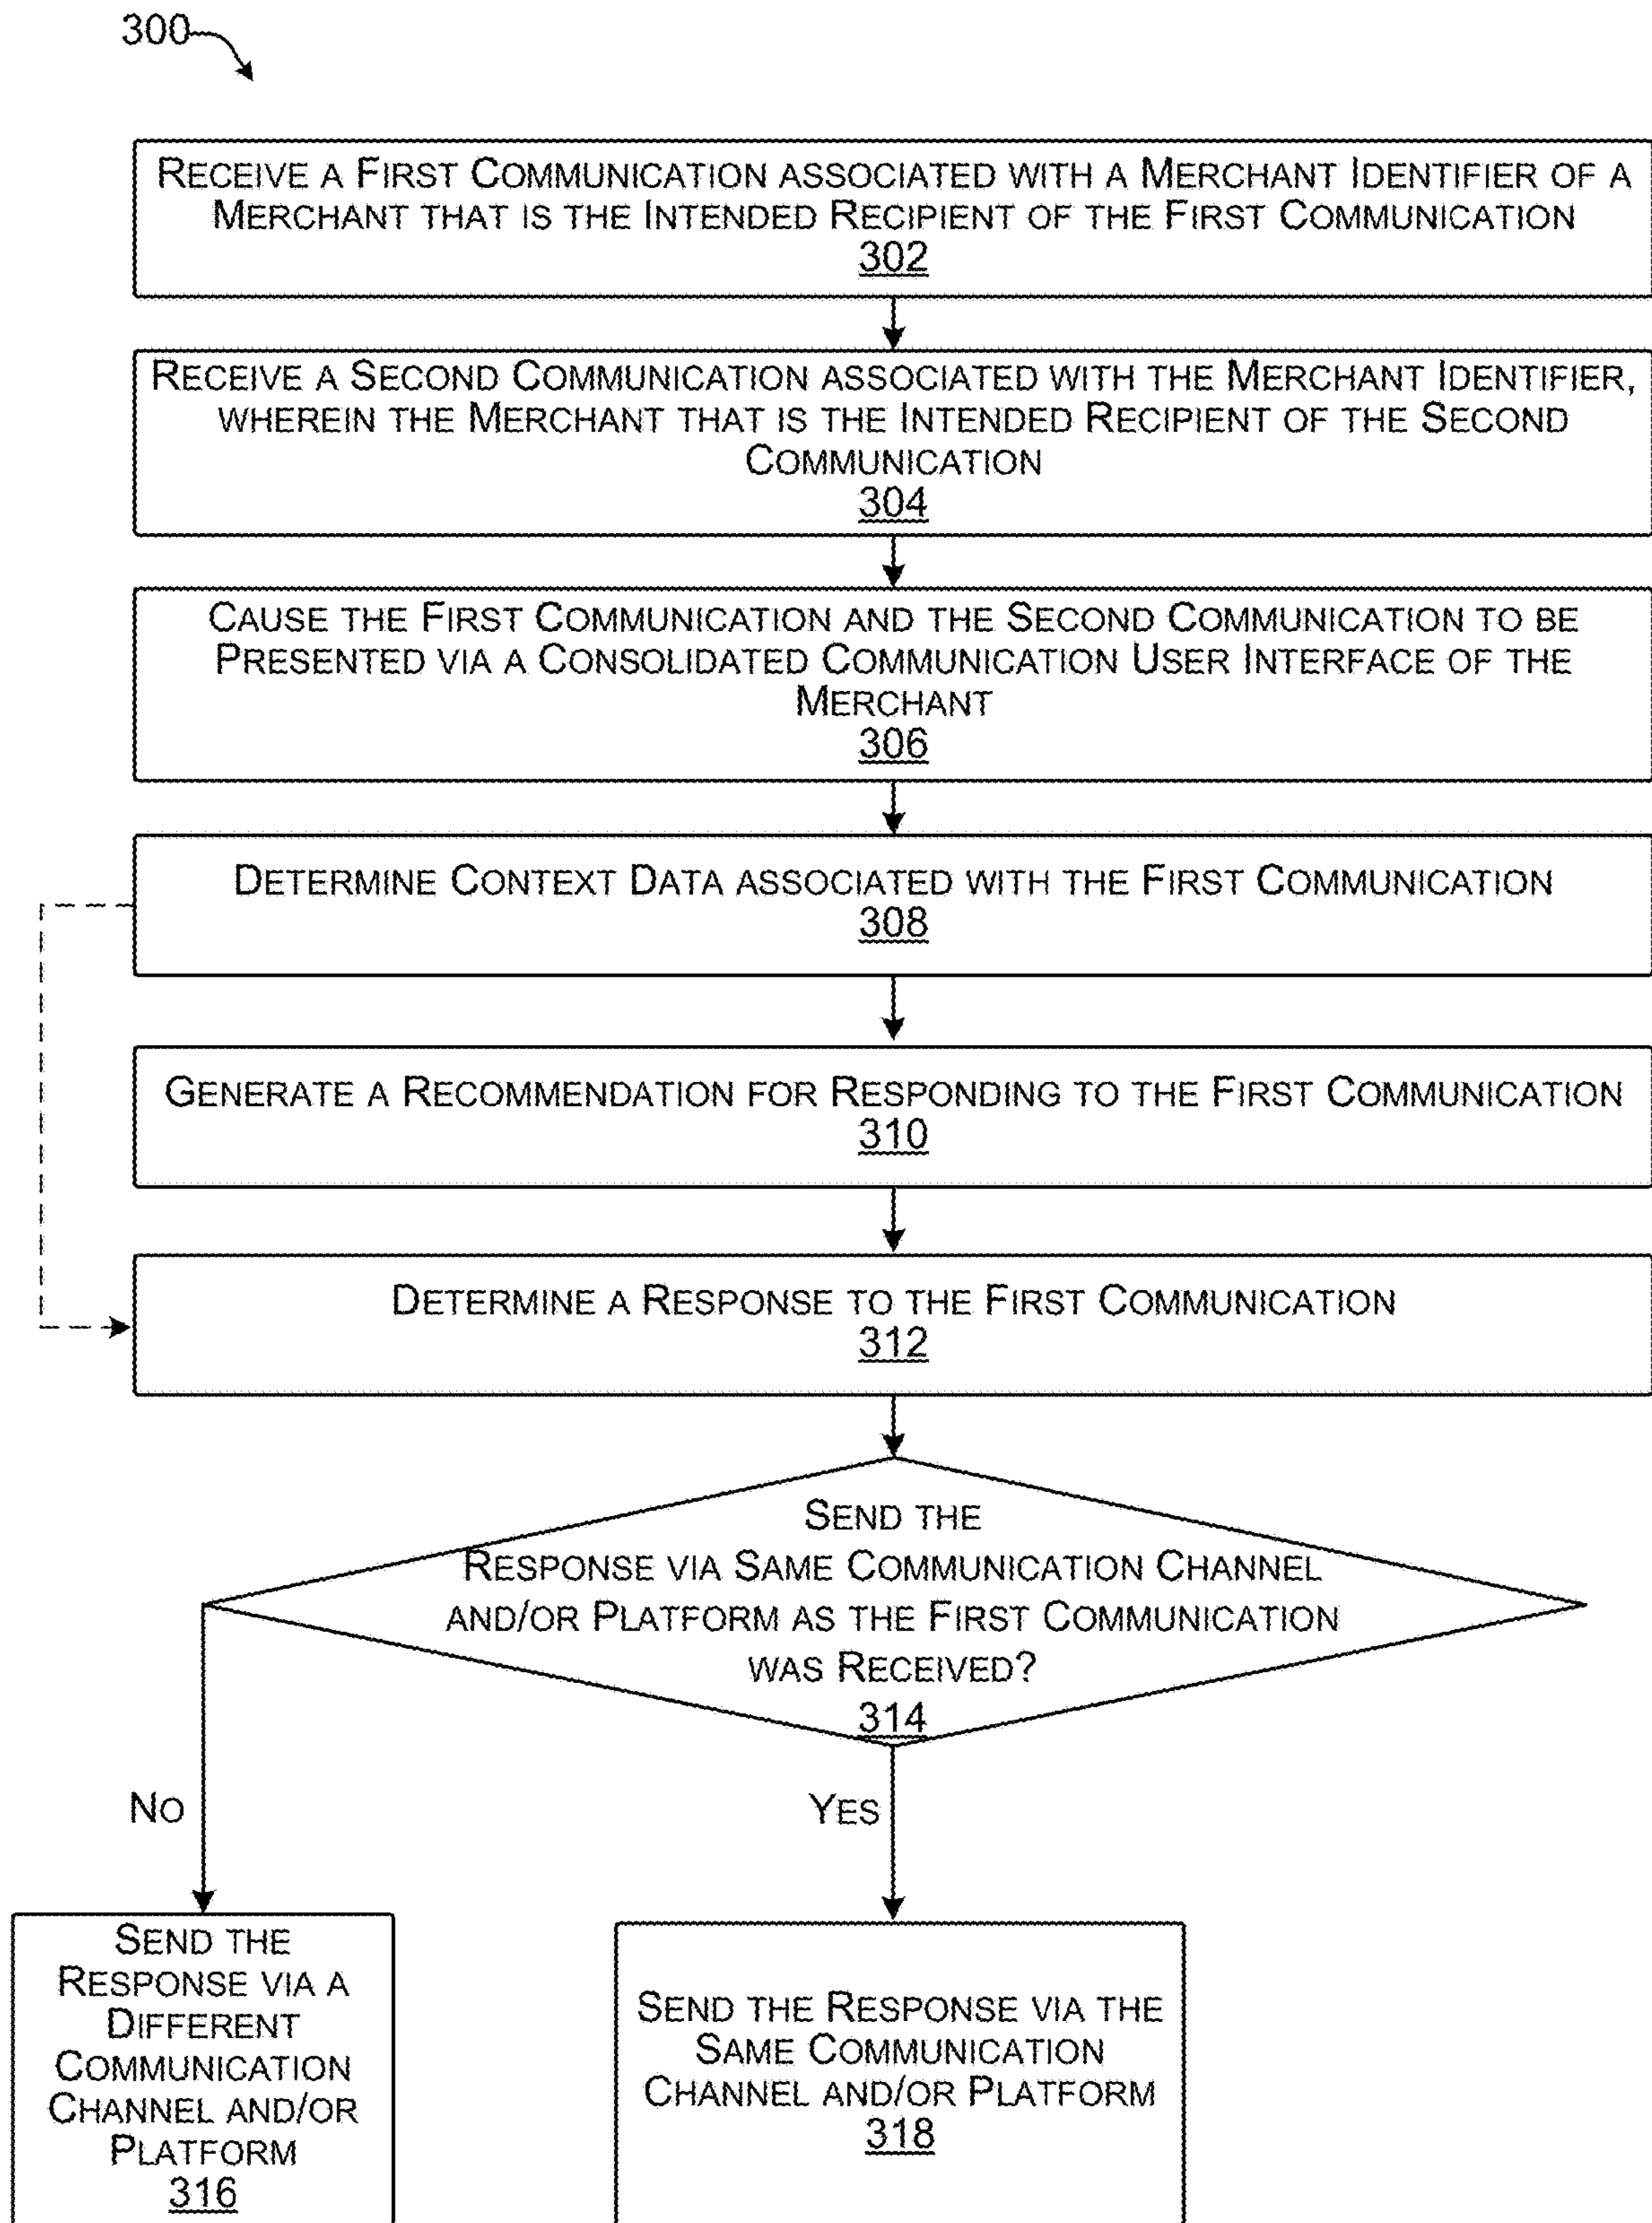 300
RECEIVE A FIRST COMMUNICATION ASSOCIATED WITH A MERCHANT IDENTIFIER OF A
MERCHANT THAT IS THE INTENDED RECIPIENT OF THE FIRST COMMUNICATION
302
RECEIVE A SECOND COMMUNICATION ASSOCIATED WITH THE MERCHANT IDENTIFIER,
WHEREIN THE MERCHANT THAT IS THE INTENDED RECIPIENT OF THE SECOND
COMMUNICATION
304
CAUSE THE FIRST COMMUNICATION AND THE SECOND COMMUNICATION TO BE
PRESENTED VIA A CONSOLIDATED COMMUNICATION USER INTERFACE OF THE
MERCHANT
306
DETERMINE CONTEXT DATA ASSOCIATED WITH THE FIRST COMMUNICATION
308
GENERATE A RECOMMENDATION FOR RESPONDING TO THE FIRST COMMUNICATION
310
DETERMINE A RESPONSE TO THE FIRST COMMUNICATION
312
SEND THE
RESPONSE VIA SAME COMMUNICATION CHANNEL
AND/OR PLATFORM AS THE FIRST COMMUNICATION
WAS RECEIVED?
314
NO
YES
SEND THE
RESPONSE VIA A
DIFFERENT
COMMUNICATION
CHANNEL AND/OR
PLATFORM
316
SEND THE RESPONSE VIA THE
SAME COMMUNICATION
CHANNEL AND/OR PLATFORM
318